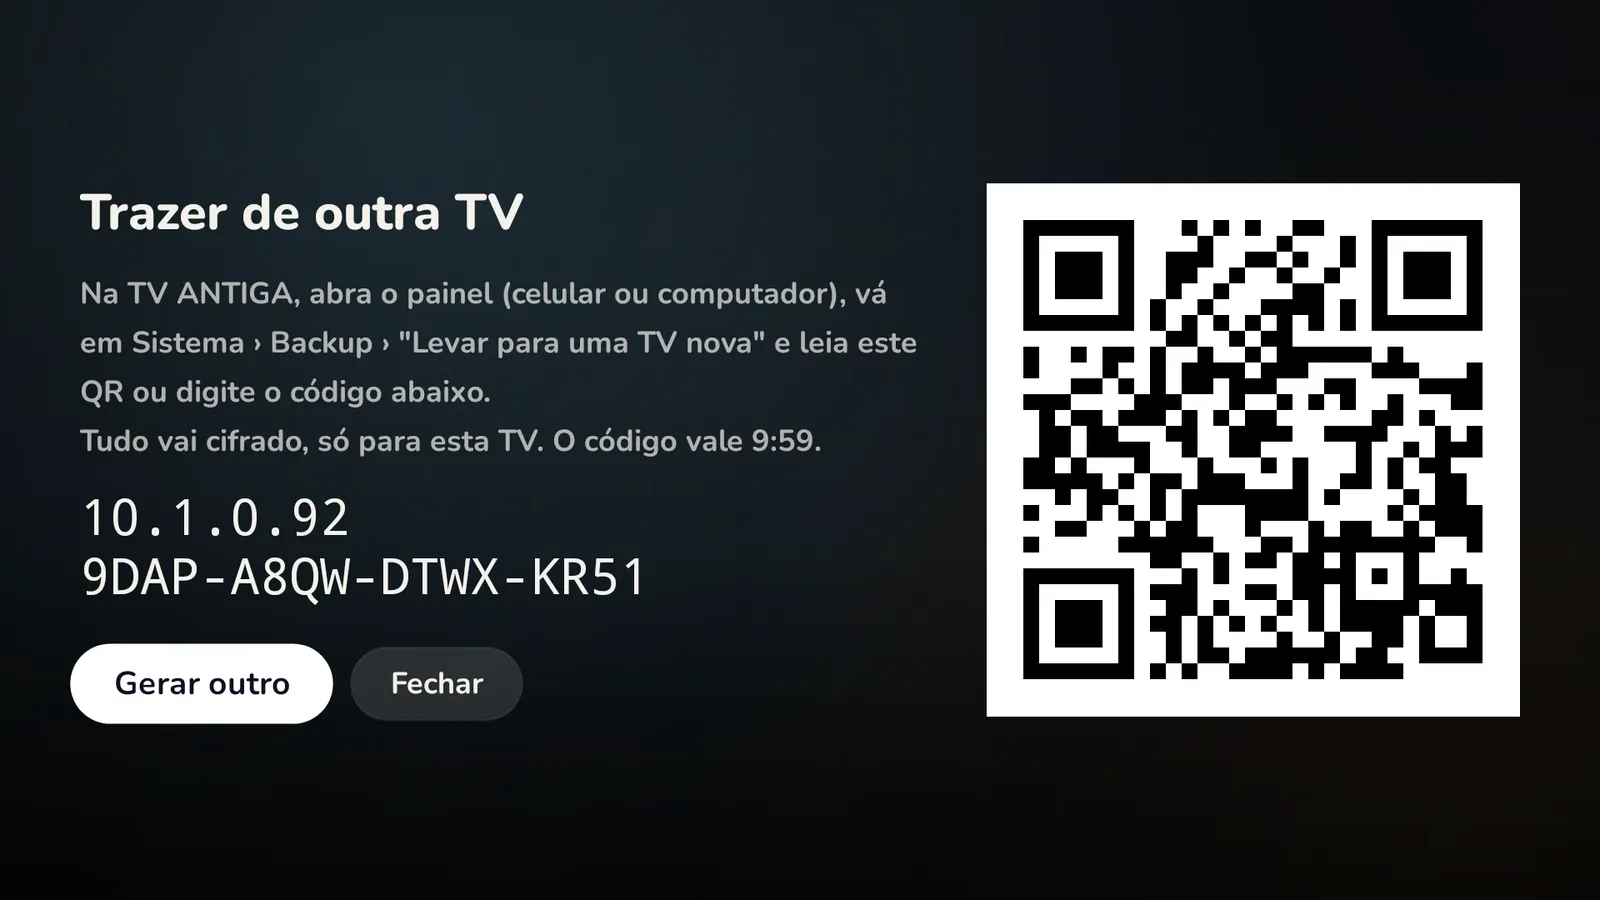 Trazer de outra TV
Na TV ANTIGA, abra o painel (celular ou computador), vá
em Sistema › Backup › "Levar para uma TV nova" e leia este
QR ou digite o código abaixo.
Tudo vai cifrado, só para esta TV. O código vale 9:59.
10.1.0.92
9DAP-A8QW-DTWX-KR51
Gerar outro
Fechar